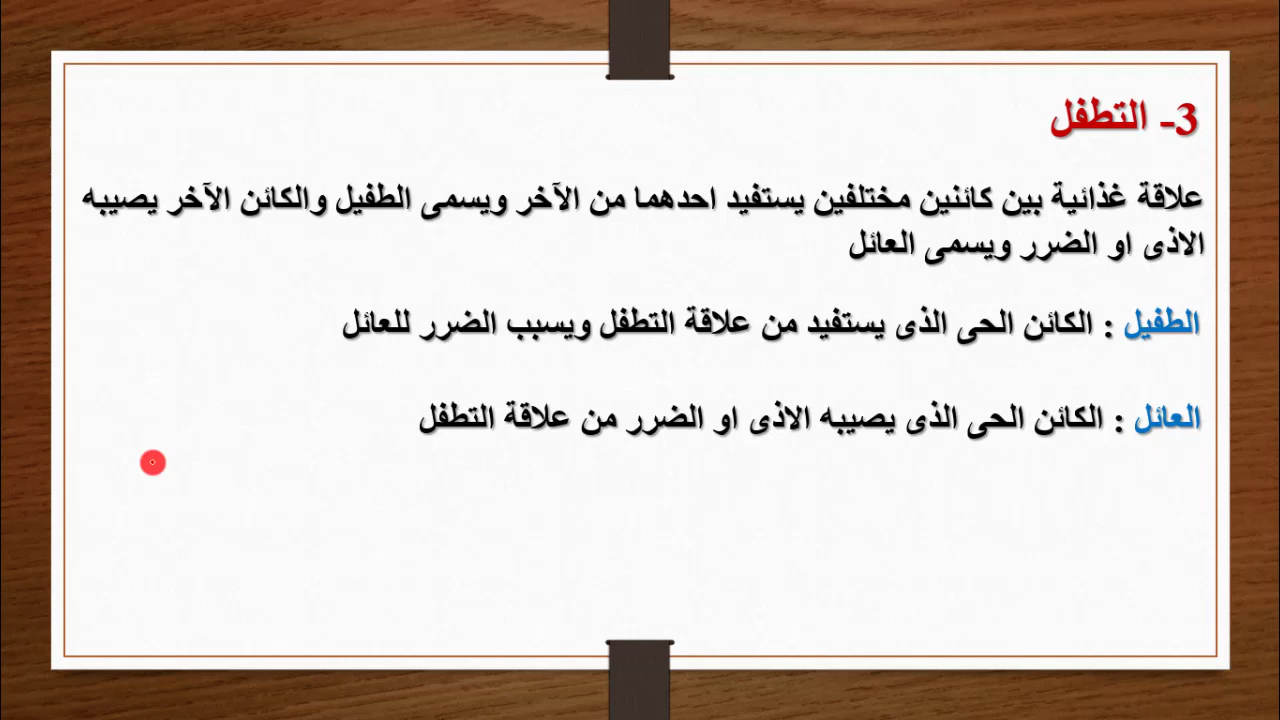 3- التطفل
علاقة غذائية بين كائنين مختلفين يستفيد احدهما من الآخر ويسمى الطفيل والكائن الآخر يصيبه
الاذى او الضرر ويسمى العائل
الطفيل : الكائن الحى الذى يستفيد من علاقة التطفل ويسبب الضرر للعائل
العائل : الكائن الحى الذى يصيبه الاذى او الضرر من علاقة التطفل